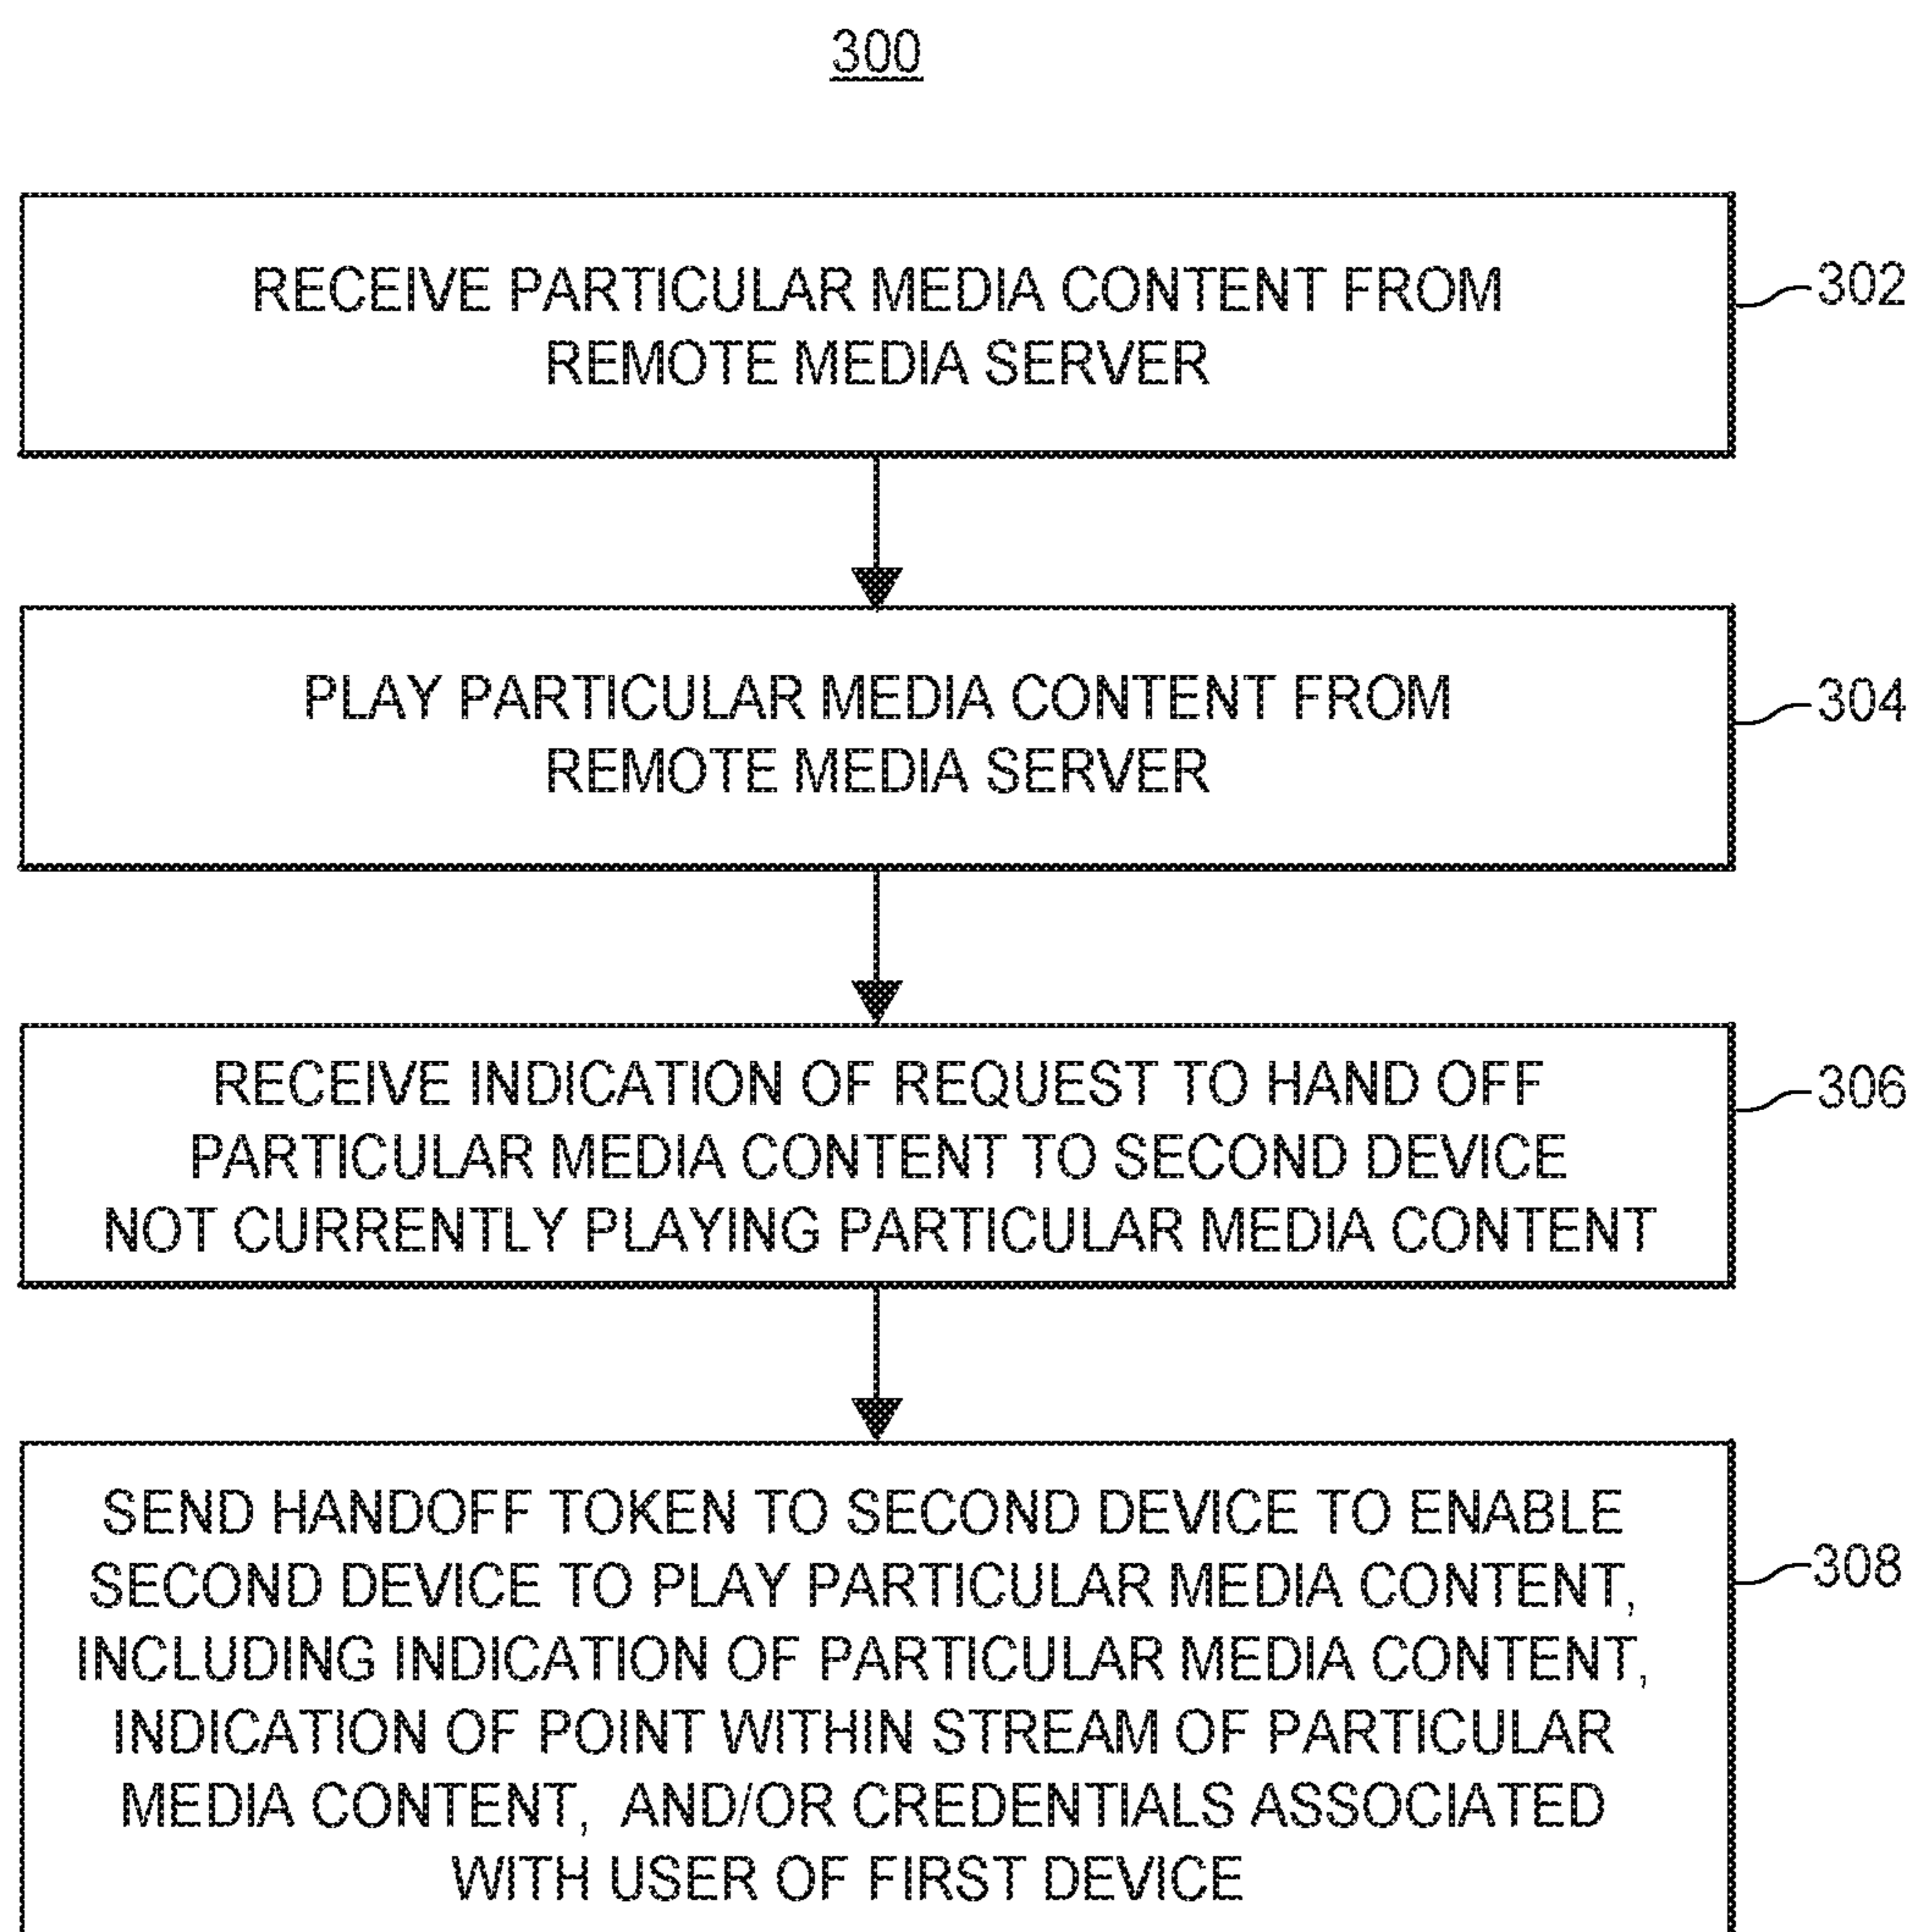 300
RECEIVE PARTICULAR MEDIA CONTENT FROM
REMOTE MEDIA SERVER
302
PLAY PARTICULAR MEDIA CONTENT FROM
REMOTE MEDIA SERVER
304
RECEIVE INDICATION OF REQUEST TO HAND OFF
PARTICULAR MEDIA CONTENT TO SECOND DEVICE
NOT CURRENTLY PLAYING PARTICULAR MEDIA CONTENT
306
SEND HANDOFF TOKEN TO SECOND DEVICE TO ENABLE
SECOND DEVICE TO PLAY PARTICULAR MEDIA CONTENT,
INCLUDING INDICATION OF PARTICULAR MEDIA CONTENT,
INDICATION OF POINT WITHIN STREAM OF PARTICULAR
MEDIA CONTENT, AND/OR CREDENTIALS ASSOCIATED
WITH USER OF FIRST DEVICE
308